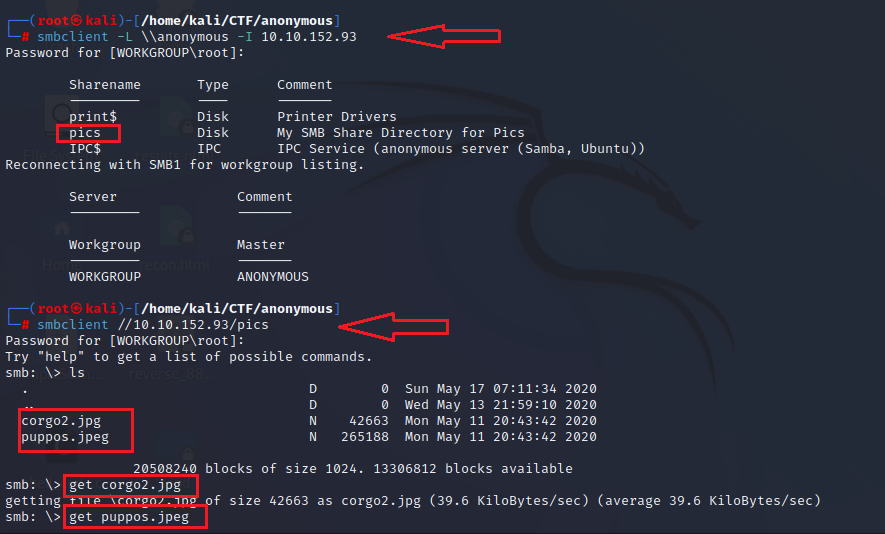 ┌──(root㉿kali)-[/home/kali/CTF/anonymous]
└─# smbclient -L \\anonymous -I 10.10.152.93
Password for [WORKGROUP\root]:
Sharename Type Comment
--------- ---- -------
print$ Disk Printer Drivers
pics Disk My SMB Share Directory for Pics
IPC$ IPC IPC Service (anonymous server (Samba, Ubuntu))
Reconnecting with SMB1 for workgroup listing.
Server Comment
--------- -------
Workgroup Master
--------- -------
WORKGROUP ANONYMOUS
┌──(root㉿kali)-[/home/kali/CTF/anonymous]
└─# smbclient //10.10.152.93/pics
Password for [WORKGROUP\root]:
Try "help" to get a list of possible commands.
smb: \> ls
. D 0 Sun May 17 07:11:34 2020
.. D 0 Wed May 13 21:59:10 2020
corgo2.jpg N 42663 Mon May 11 20:43:42 2020
puppos.jpeg N 265188 Mon May 11 20:43:42 2020
20508240 blocks of size 1024. 13306812 blocks available
smb: \> get corgo2.jpg
getting file \corgo2.jpg of size 42663 as corgo2.jpg (39.6 KiloBytes/sec) (average 39.6 KiloBytes/sec)
smb: \> get puppos.jpeg